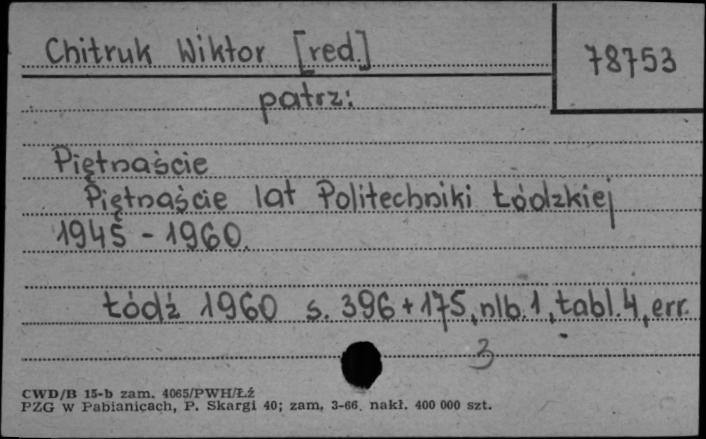 Chitruk Wiktor [red.]
78753
patrz:
Piętnaście
Piętnaście lat Politechniki Łódzkiej
1945 - 1960.
Łódź 1960 s. 396 + 175, nlb. 1, tabl. 4, err.
3
CWD/B 15-b zam. 4065/PWH/Łź
PZG w Pabianicach, P. Skargi 40; zam. 3-66. nakł. 400 000 szt.